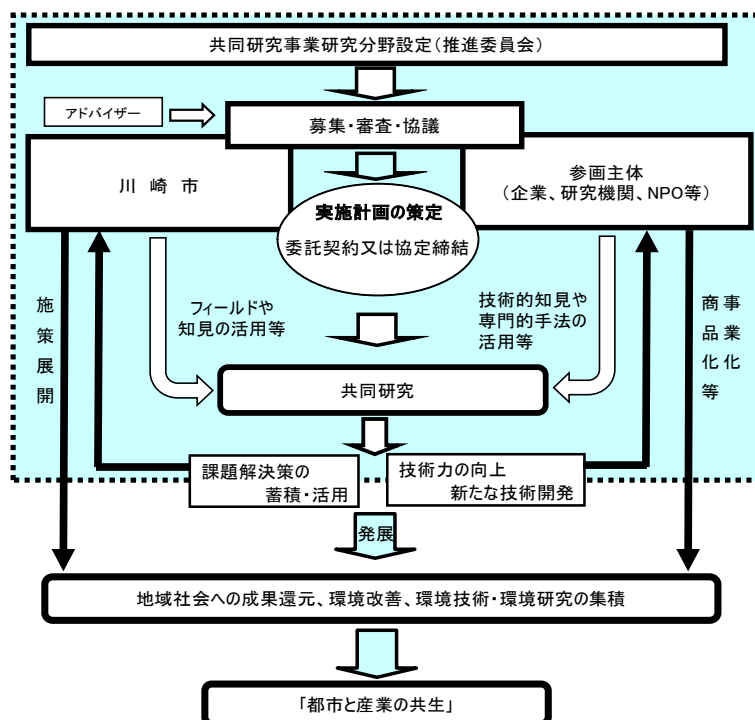 共同研究事業研究分野設定（推進委員会）
アドバイザー
募集・審査・協議
川 崎 市
参画主体
（企業、研究機関、NPO等）
実施計画の策定
委託契約又は協定締結
施策展開
フィールドや
知見の活用等
技術的知見や
専門的手法の
活用等
事業化等
商品化
共同研究
課題解決策の
蓄積・活用
技術力の向上
新たな技術開発
発展
地域社会への成果還元、環境改善、環境技術・環境研究の集積
「都市と産業の共生」